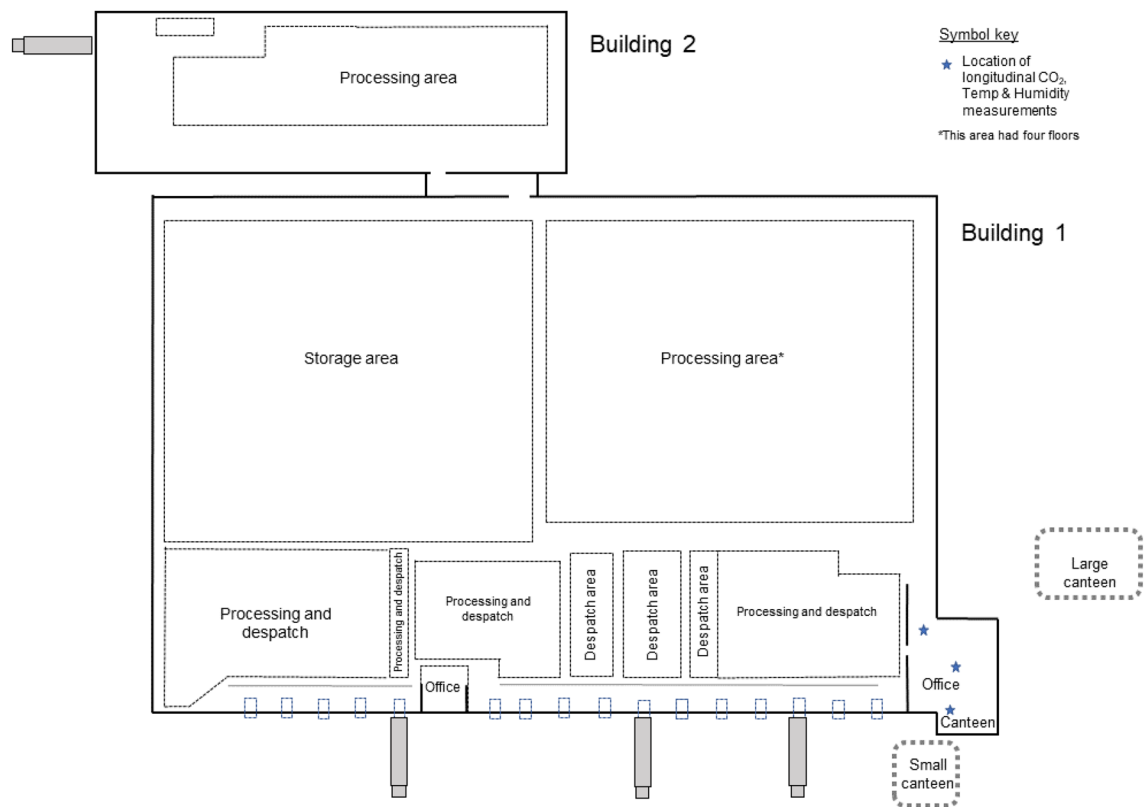 Building 2
Symbol key
Location of
longitudinal CO₂,
Temp & Humidity
measurements
*This area had four floors
Processing area
Building 1
Storage area
Processing area*
Large
canteen
Processing and
despatch
Processing and despatch
Processing and
despatch
Despatch area
Despatch area
Despatch area
Processing and despatch
Office
Office
Canteen
Small
canteen